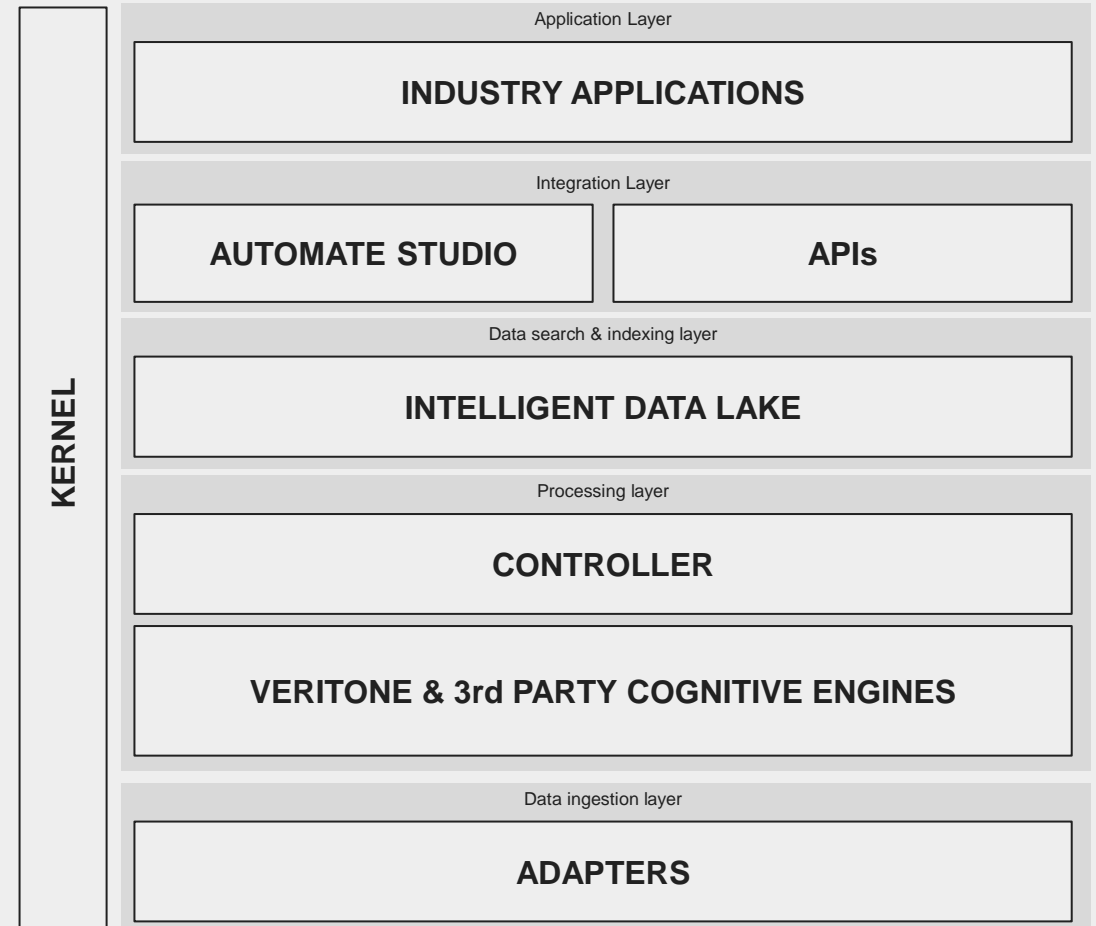 KERNEL
Application Layer
INDUSTRY APPLICATIONS
Integration Layer
AUTOMATE STUDIO
APIs
Data search & indexing layer
INTELLIGENT DATA LAKE
Processing layer
CONTROLLER
VERITONE & 3rd PARTY COGNITIVE ENGINES
Data ingestion layer
ADAPTERS